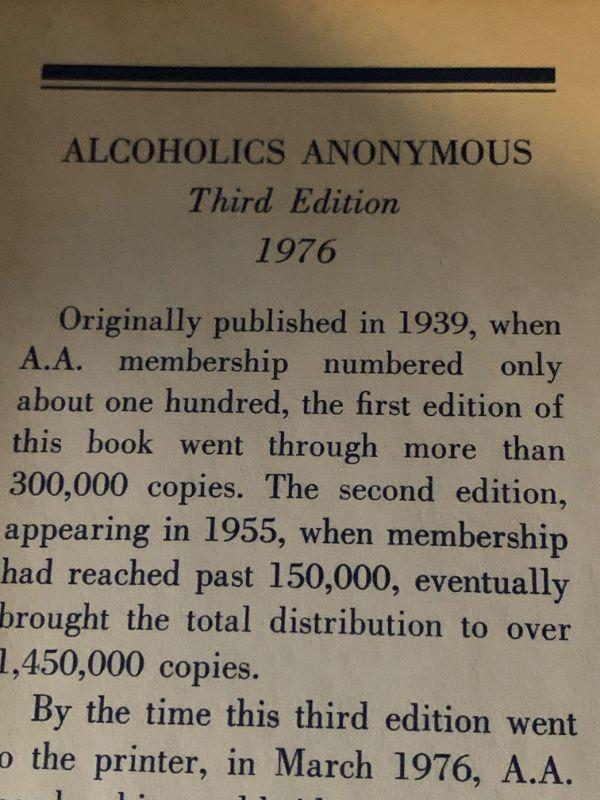 ALCOHOLICS ANONYMOUS
Third Edition
1976
Originally published in 1939, when
A.A. membership numbered only
about one hundred, the first edition of
this book went through more than
300,000 copies. The second edition,
appearing in 1955, when membership
had reached past 150,000, eventually
brought the total distribution to over
1,450,000 copies.
By the time this third edition went
o the printer, in March 1976, A.A.